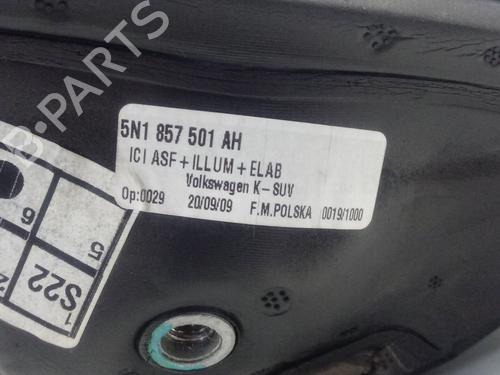 5N1 857 501 AH
ICI ASF+ILLUM+ELAB
Volkswagen K-SUV
Op:0029 20/09/09 F.M.POLSKA 0019/1000
B-PARTS
S22
1
5
6